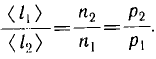 ⟨l₁⟩/⟨l₂⟩ = n₂/n₁ = p₂/p₁.